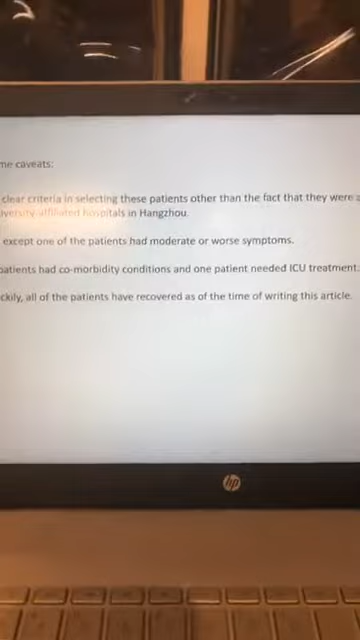 me caveats:
clear criteria in selecting these patients other than the fact that they were
versity-affiliated hospitals in Hangzhou.
except one of the patients had moderate or worse symptoms.
patients had co-morbidity conditions and one patient needed ICU treatment.
ckily, all of the patients have recovered as of the time of writing this article.
hp